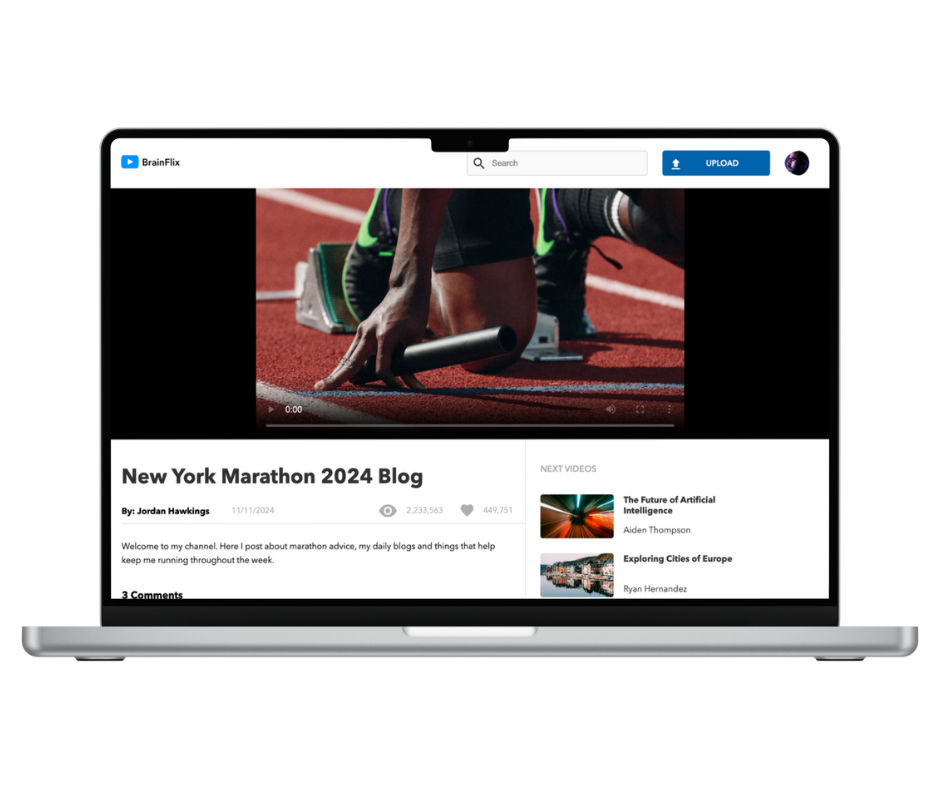 BrainFlix
Search
UPLOAD
0:00
New York Marathon 2024 Blog
By: Jordan Hawkings
11/11/2024
2,233,563
449,751
Welcome to my channel. Here I post about marathon advice, my daily blogs and things that help
keep me running throughout the week.
3 Comments
NEXT VIDEOS
The Future of Artificial
Intelligence
Aiden Thompson
Exploring Cities of Europe
Ryan Hernandez